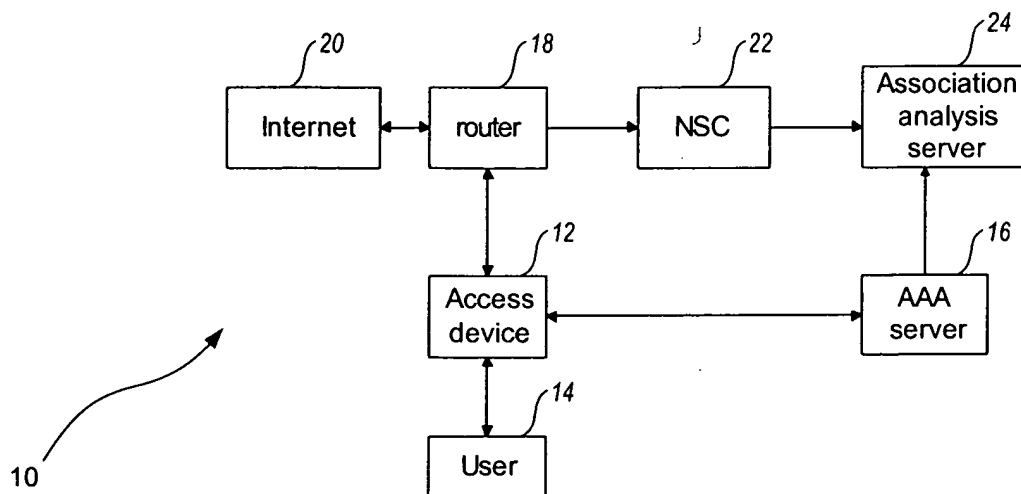 20
18
22
24
Internet
router
NSC
Association
analysis
server
12
16
Access
device
AAA
server
14
User
10